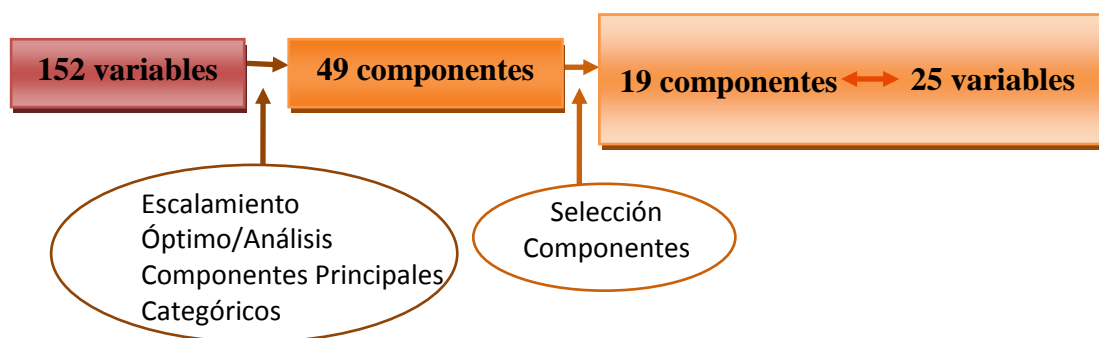 152 variables
49 componentes
19 componentes
25 variables
Escalamiento
Óptimo/Análisis
Componentes Principales
Categóricos
Selección
Componentes